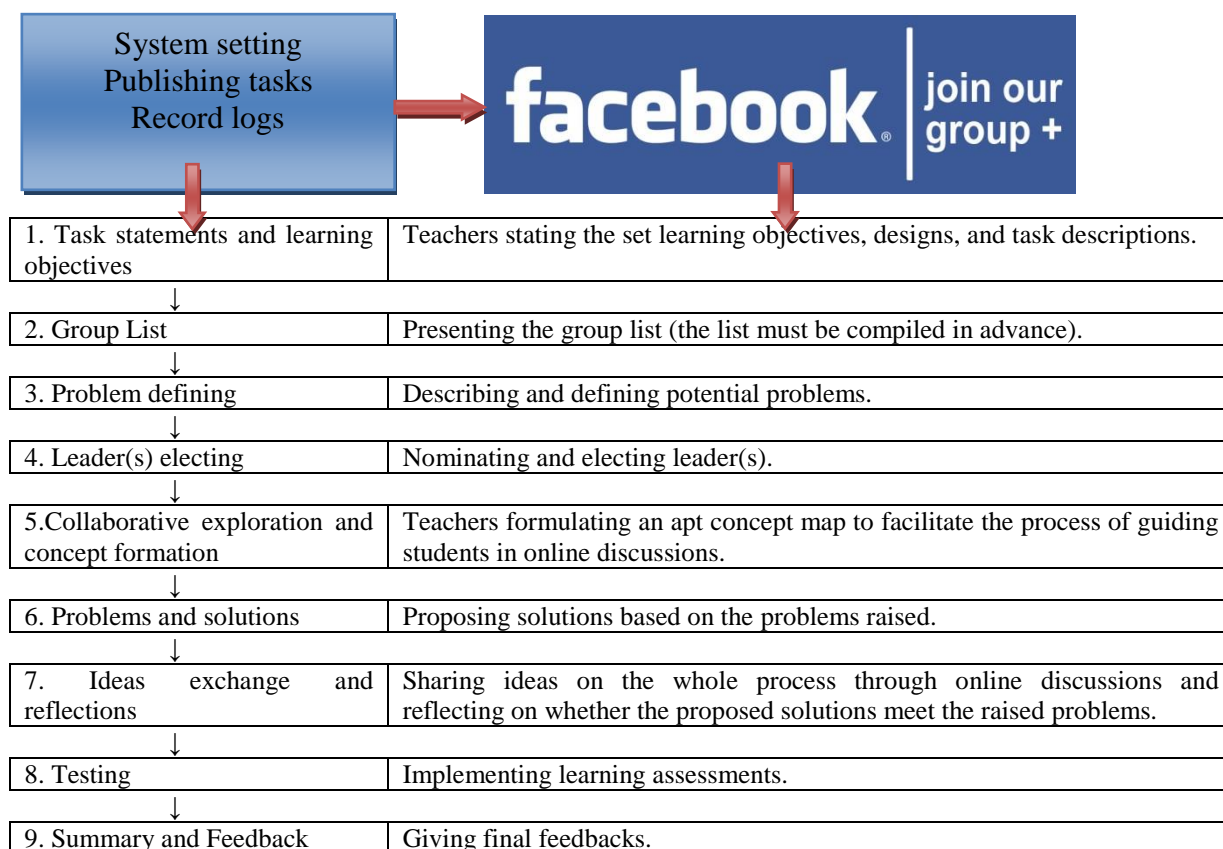 System setting
Publishing tasks
Record logs
facebook®
join our
group +
1. Task statements and learning
objectives
Teachers stating the set learning objectives, designs, and task descriptions.
↓
2. Group List
Presenting the group list (the list must be compiled in advance).
↓
3. Problem defining
Describing and defining potential problems.
↓
4. Leader(s) electing
Nominating and electing leader(s).
↓
5.Collaborative exploration and
concept formation
Teachers formulating an apt concept map to facilitate the process of guiding
students in online discussions.
↓
6. Problems and solutions
Proposing solutions based on the problems raised.
↓
7. Ideas exchange and
reflections
Sharing ideas on the whole process through online discussions and
reflecting on whether the proposed solutions meet the raised problems.
↓
8. Testing
Implementing learning assessments.
↓
9. Summary and Feedback
Giving final feedbacks.